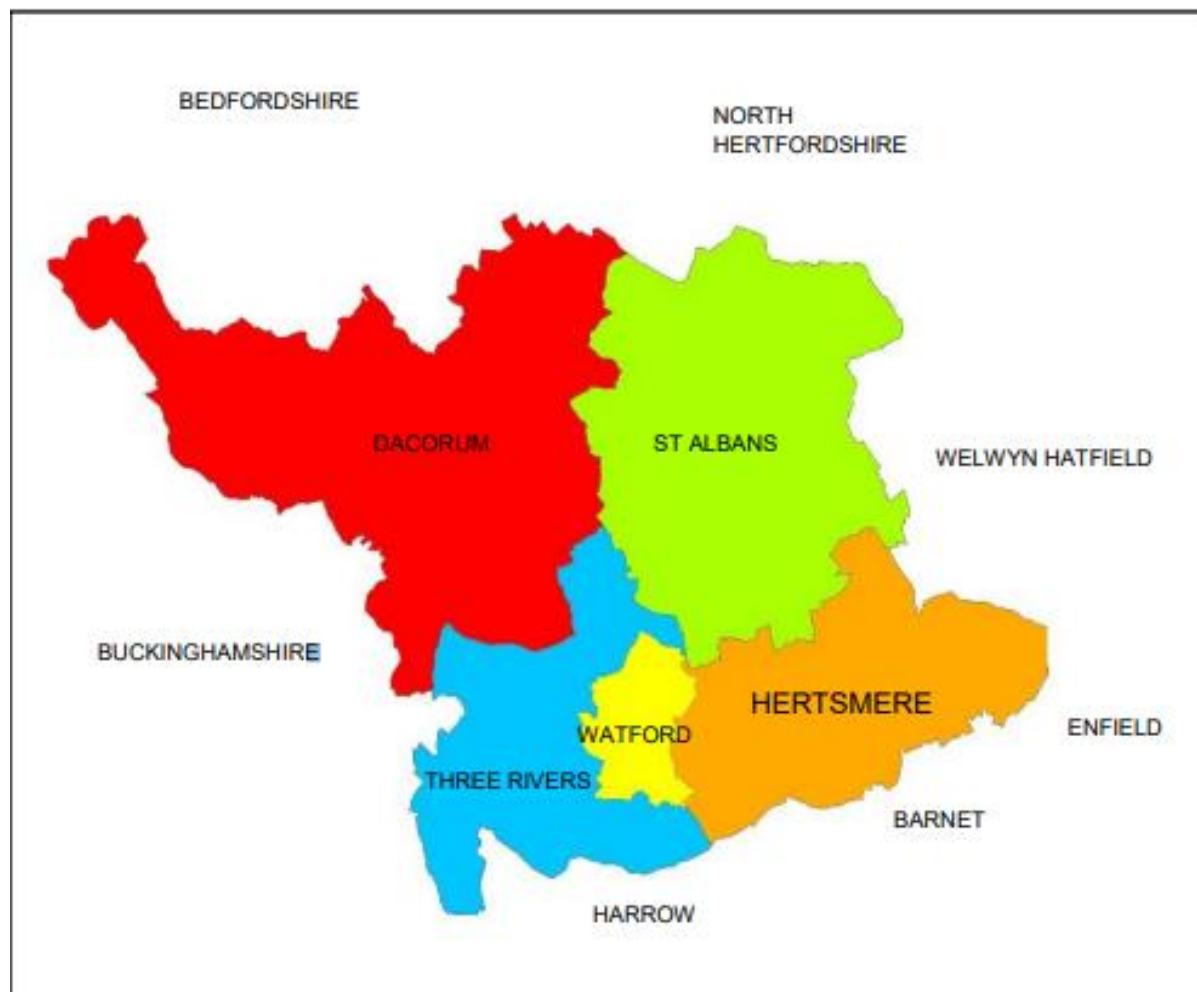 BEDFORDSHIRE
NORTH
HERTFORDSHIRE
DACORUM
ST ALBANS
WELWYN HATFIELD
BUCKINGHAMSHIRE
HERTSMERE
WATFORD
ENFIELD
THREE RIVERS
BARNET
HARROW